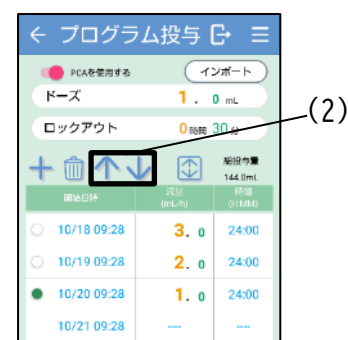 プログラム投与
PCAを使用する インポート
ドーズ 1. 0 mL
ロックアウト 0 時間 30 分
(2)
総投与量
144.0mL
開始日時 流量 (mL/h) 時間 (H:MM)
10/18 09:28 3. 0 24:00
10/19 09:28 2. 0 24:00
10/20 09:28 1. 0 24:00
10/21 09:28 ---- ----